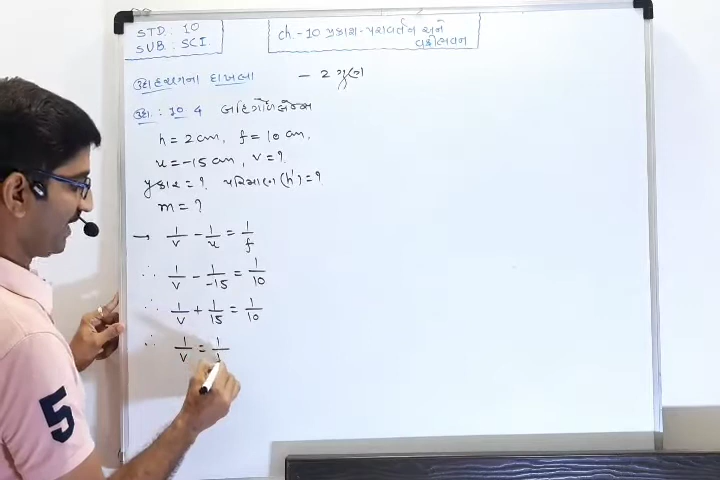 STD : 10
SUB : SCI.
ch.-10 પ્રકાશ-પરાવર્તન અને
વક્રીભવન
ઉદાહરણના દાખલા - 2 ગુણ
ઉદા. : 10.4 બહિર્ગોળ લેન્સ
h = 2 cm, f = 10 cm,
u = -15 cm, v = ?
પ્રકાર = ? પરિમાણ (h') = ?
m = ?
→ 1/v - 1/u = 1/f
∴ 1/v - 1/-15 = 1/10
∴ 1/v + 1/15 = 1/10
∴ 1/v = 1/
5